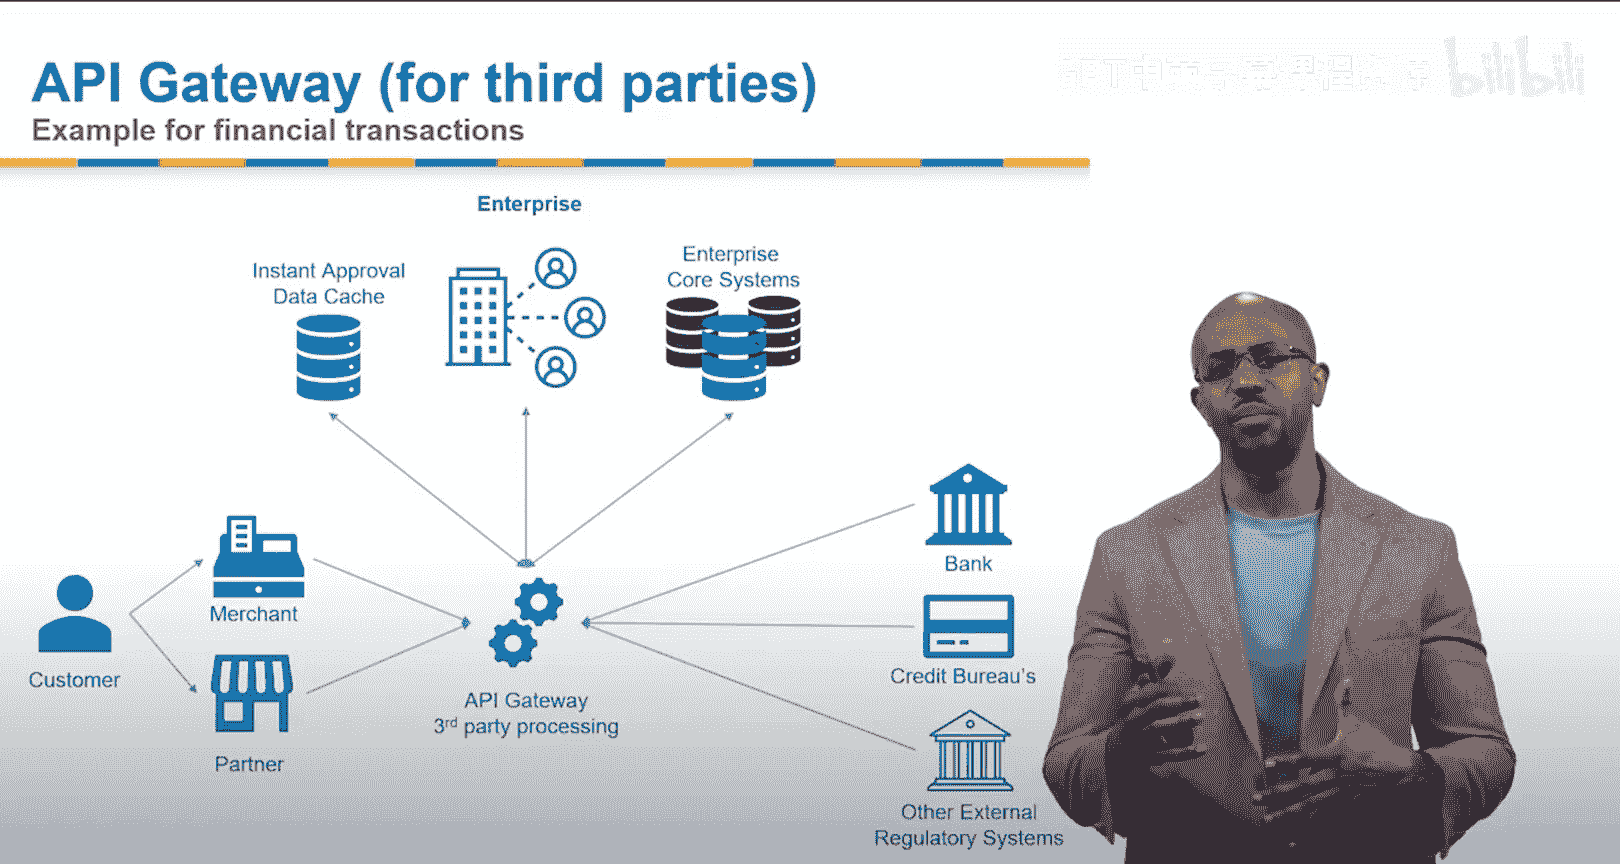 API Gateway (for third parties)
Example for financial transactions
bilibili
Enterprise
Instant Approval
Data Cache
Enterprise
Core Systems
Merchant
Customer
Partner
API Gateway
3rd party processing
Bank
Credit Bureau's
Other External
Regulatory Systems